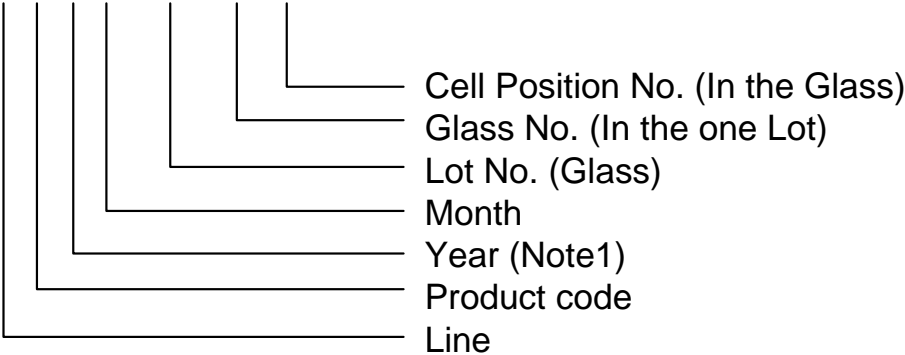 Cell Position No. (In the Glass)
Glass No. (In the one Lot)
Lot No. (Glass)
Month
Year (Note1)
Product code
Line